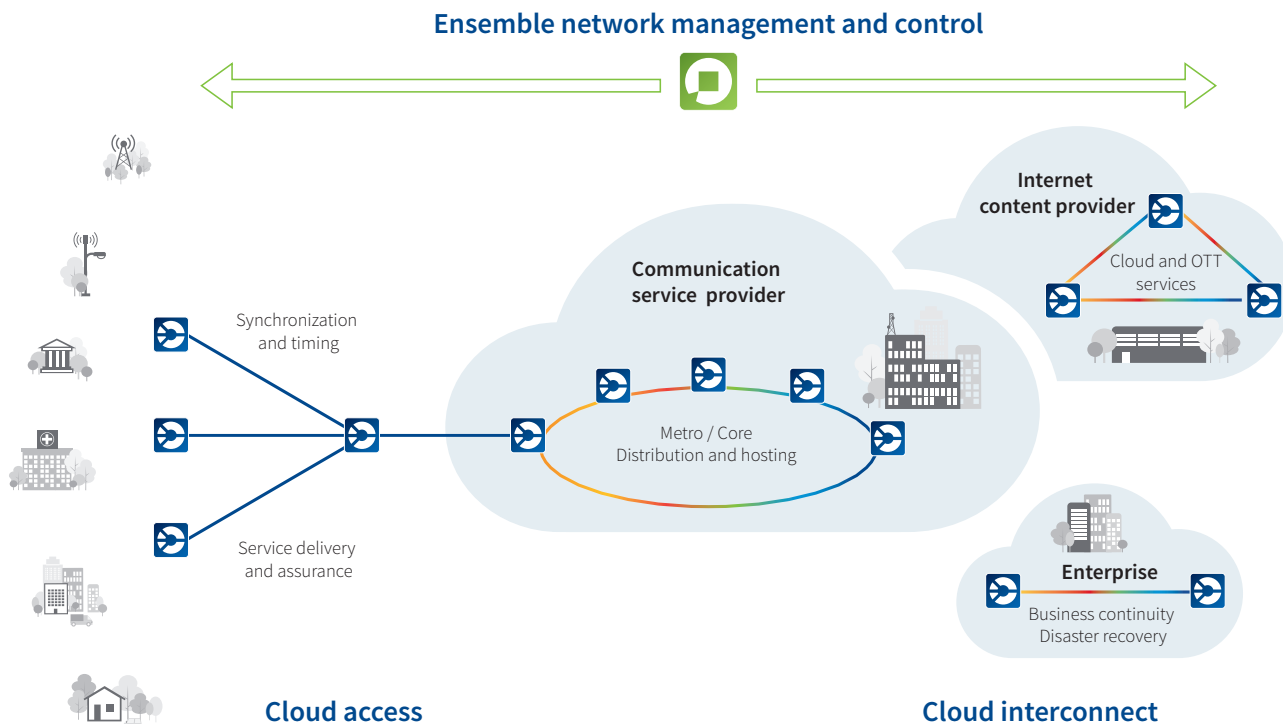 Ensemble network management and control
Internet
content provider
Cloud and OTT
services
Communication
service provider
Synchronization
and timing
Metro / Core
Distribution and hosting
Service delivery
and assurance
Enterprise
Business continuity
Disaster recovery
Cloud access
Cloud interconnect